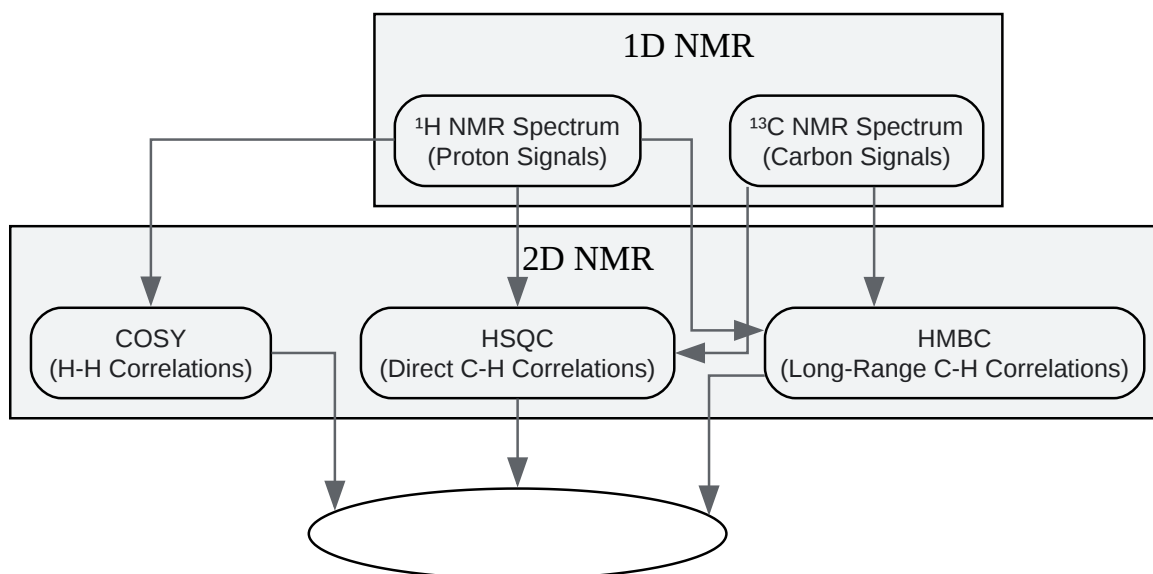 1D NMR
¹H NMR Spectrum
(Proton Signals)
¹³C NMR Spectrum
(Carbon Signals)
2D NMR
COSY
(H-H Correlations)
HSQC
(Direct C-H Correlations)
HMBC
(Long-Range C-H Correlations)